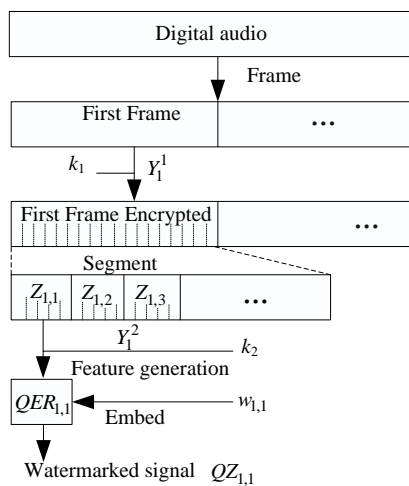 Digital audio
Frame
First Frame ...
k₁ Y₁¹
First Frame Encrypted ...
Segment
Z₁,₁ Z₁,₂ Z₁,₃ ...
Y₁² k₂
Feature generation
QER₁,₁ w₁,₁
Embed
Watermarked signal QZ₁,₁